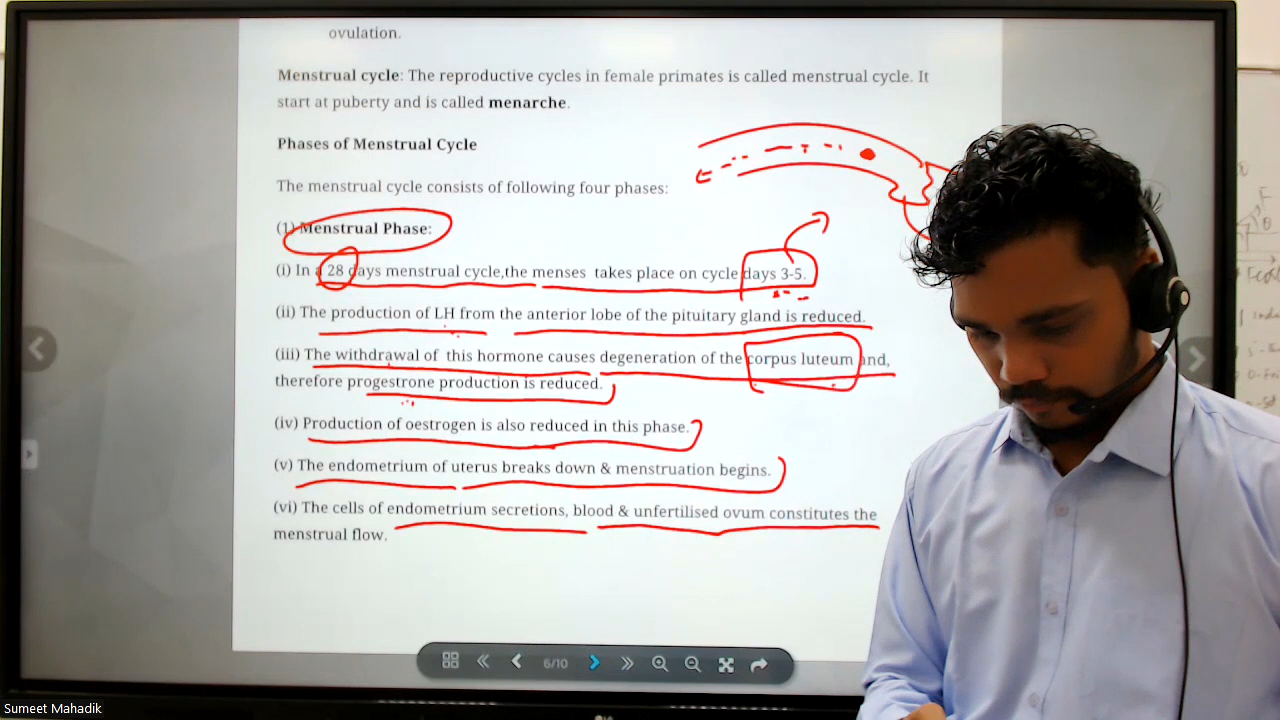 ovulation.
Menstrual cycle: The reproductive cycles in female primates is called menstrual cycle. It
start at puberty and is called menarche.
Phases of Menstrual Cycle
The menstrual cycle consists of following four phases:
(1) Menstrual Phase:
(i) In a 28 days menstrual cycle,the menses takes place on cycle days 3-5.
(ii) The production of LH from the anterior lobe of the pituitary gland is reduced.
(iii) The withdrawal of this hormone causes degeneration of the corpus luteum and,
therefore progestrone production is reduced.
(iv) Production of oestrogen is also reduced in this phase.
(v) The endometrium of uterus breaks down & menstruation begins.
(vi) The cells of endometrium secretions, blood & unfertilised ovum constitutes the
menstrual flow.
6/10
Sumeet Mahadik
LG